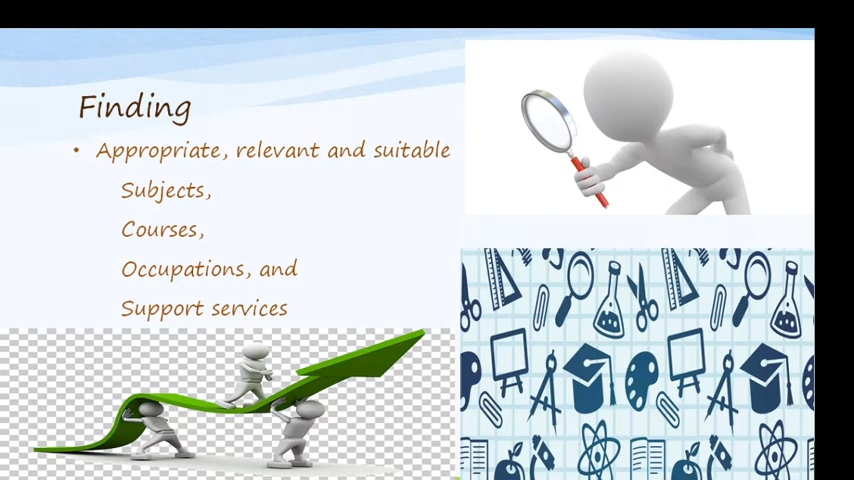 Finding
• Appropriate, relevant and suitable
Subjects,
Courses,
Occupations, and
Support services